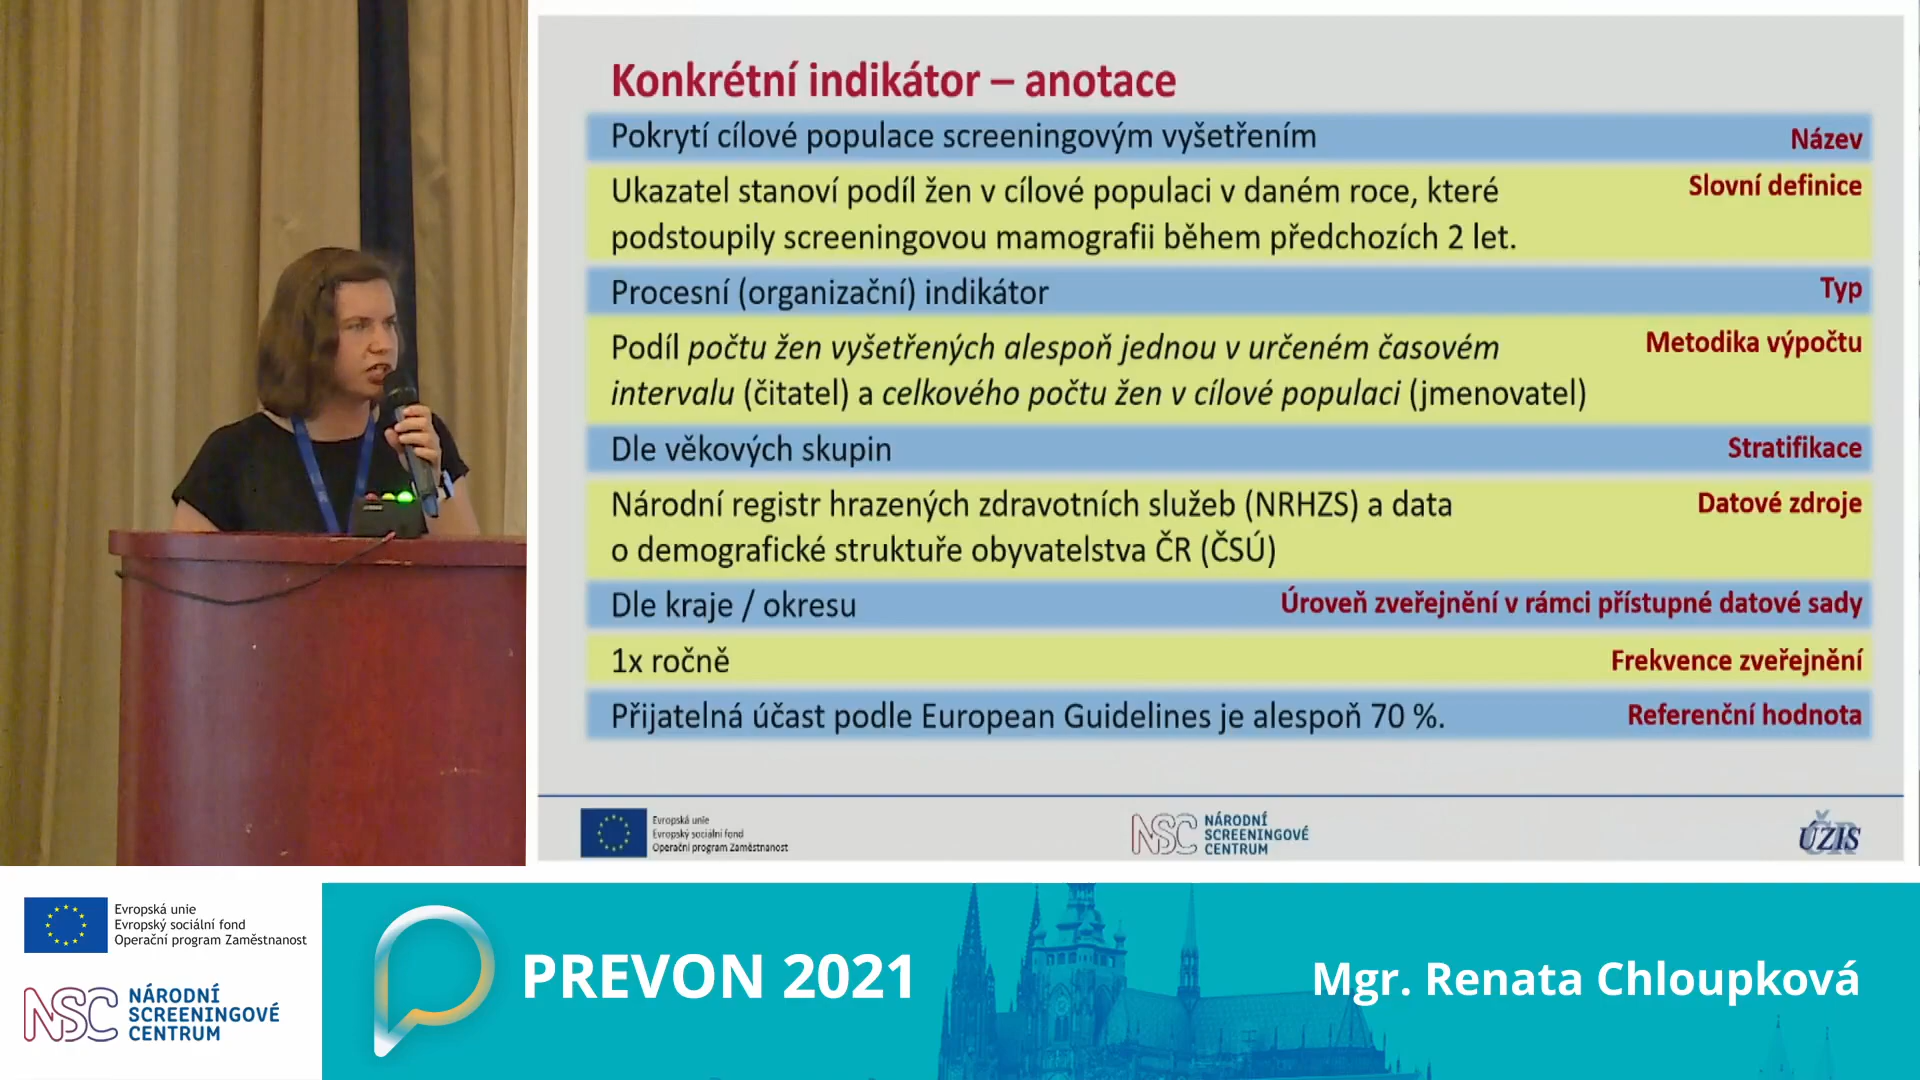 Konkrétní indikátor – anotace
Pokrytí cílové populace screeningovým vyšetřením
Název
Ukazatel stanoví podíl žen v cílové populaci v daném roce, které
Slovní definice
podstoupily screeningovou mamografii během předchozích 2 let.
Procesní (organizační) indikátor
Typ
Podíl počtu žen vyšetřených alespoň jednou v určeném časovém
Metodika výpočtu
intervalu (čitatel) a celkového počtu žen v cílové populaci (jmenovatel)
Dle věkových skupin
Stratifikace
Národní registr hrazených zdravotních služeb (NRHZS) a data
Datové zdroje
o demografické struktuře obyvatelstva ČR (ČSÚ)
Dle kraje / okresu
Úroveň zveřejnění v rámci přístupné datové sady
1x ročně
Frekvence zveřejnění
Přijatelná účast podle European Guidelines je alespoň 70 %.
Referenční hodnota
Evropská unie
Evropský sociální fond
Operační program Zaměstnanost
NSC
NÁRODNÍ
SCREENINGOVÉ
CENTRUM
ÚZIS
ČR
Evropská unie
Evropský sociální fond
Operační program Zaměstnanost
NSC
NÁRODNÍ
SCREENINGOVÉ
CENTRUM
PREVON 2021
Mgr. Renata Chloupková